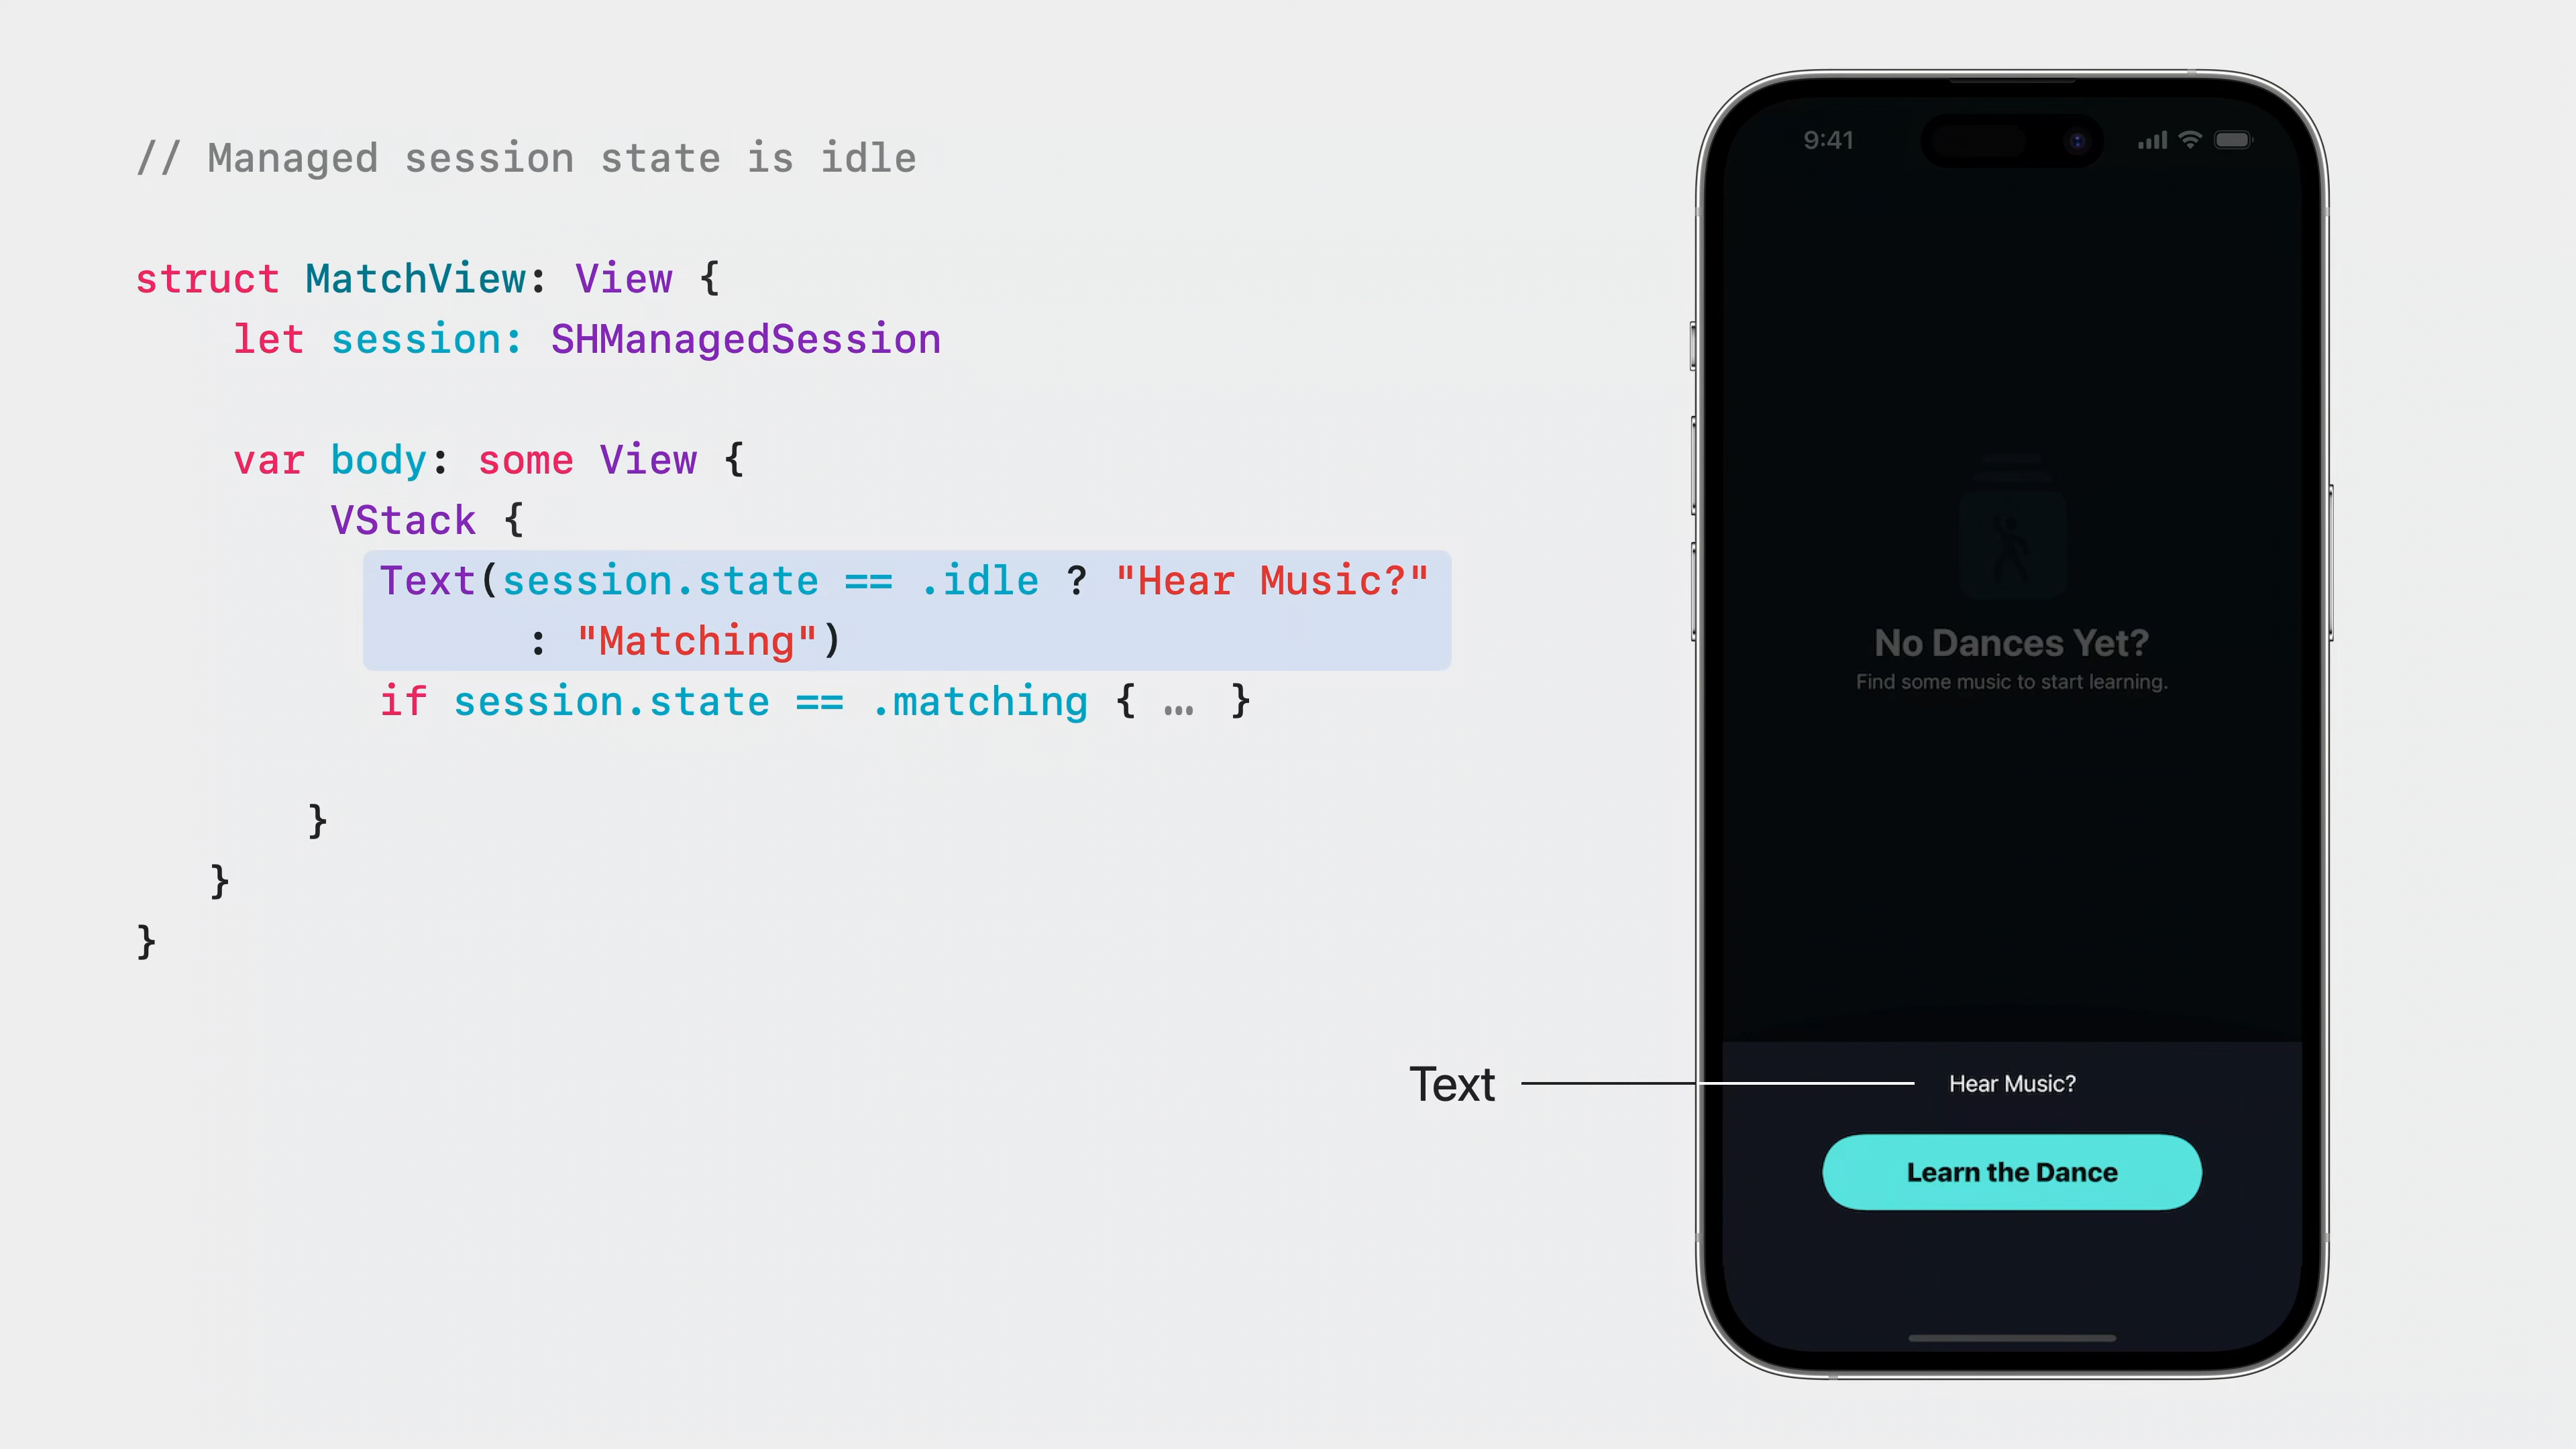 // Managed session state is idle
struct MatchView: View {
let session: SHManagedSession
var body: some View {
VStack {
Text(session.state == .idle ? "Hear Music?"
: "Matching")
if session.state == .matching { … }
}
}
}
Text
9:41
No Dances Yet?
Find some music to start learning.
Hear Music?
Learn the Dance